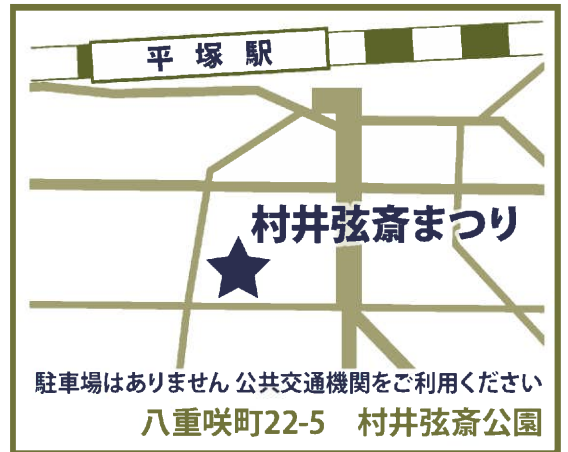 平塚駅
村井弦斎まつり
駐車場はありません 公共交通機関をご利用ください
八重咲町22-5　村井弦斎公園